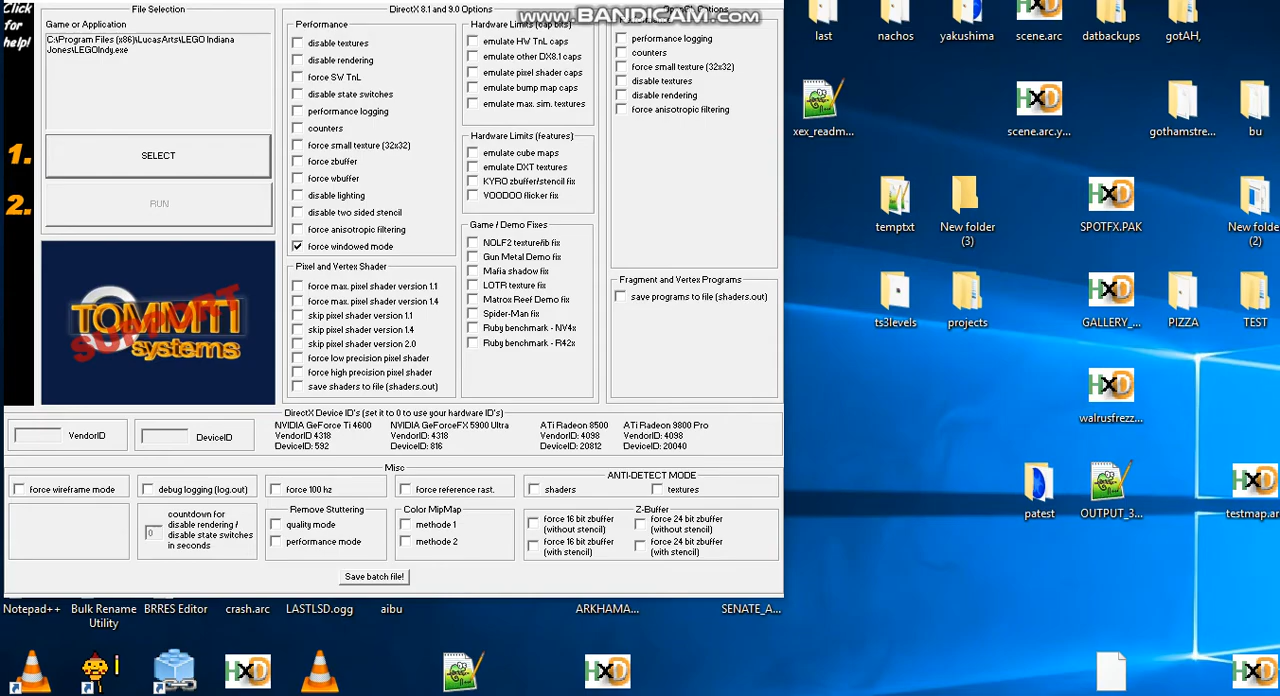 Click
for
help!
1.
2.
File Selection
Game or Application
C:\Program Files (x86)\LucasArts\LEGO Indiana
Jones\LEGOIndy.exe
SELECT
RUN
TOMMTI
SUPPORT
systems
DirectX 8.1 and 9.0 Options
Performance
disable textures
disable rendering
force SW TnL
disable state switches
performance logging
counters
force small texture (32x32)
force zbuffer
force wbuffer
disable lighting
disable two sided stencil
force anisotropic filtering
force windowed mode
Pixel and Vertex Shader
force max. pixel shader version 1.1
force max. pixel shader version 1.4
skip pixel shader version 1.1
skip pixel shader version 1.4
skip pixel shader version 2.0
force low precision pixel shader
force high precision pixel shader
save shaders to file (shaders.out)
Hardware Limits (cap bits)
emulate HW TnL caps
emulate other DX8.1 caps
emulate pixel shader caps
emulate bump map caps
emulate max. sim. textures
Hardware Limits (features)
emulate cube maps
emulate DXT textures
KYRO zbuffer/stencil fix
VOODOO flicker fix
Game / Demo Fixes
NOLF2 texture/ib fix
Gun Metal Demo fix
Mafia shadow fix
LOTR texture fix
Matrox Reef Demo fix
Spider-Man fix
Ruby benchmark - NV4x
Ruby benchmark - R42x
www.BANDICAM.com
Options
performance logging
counters
force small texture (32x32)
disable textures
disable rendering
force anisotropic filtering
Fragment and Vertex Programs
save programs to file (shaders.out)
DirectX Device ID's (set it to 0 to use your hardware ID's)
VendorID
DeviceID
NVIDIA GeForce Ti 4600
VendorID 4318
DeviceID: 592
NVIDIA GeForceFX 5900 Ultra
VendorID: 4318
DeviceID: 816
ATi Radeon 8500
VendorID: 4098
DeviceID: 20812
ATi Radeon 9800 Pro
VendorID: 4098
DeviceID: 20040
Misc
force wireframe mode
debug logging (log.out)
force 100 hz
force reference rast.
ANTI-DETECT MODE
shaders
textures
0
countdown for
disable rendering /
disable state switches
in seconds
Remove Stuttering
quality mode
performance mode
Color MipMap
methode 1
methode 2
Z-Buffer
force 16 bit zbuffer
(without stencil)
force 24 bit zbuffer
(without stencil)
force 16 bit zbuffer
(with stencil)
force 24 bit zbuffer
(with stencil)
Save batch file!
last
nachos
yakushima
scene.arc
datbackups
gotAH,
xex_readm...
scene.arc.y...
gothamstre...
bu
temptxt
New folder
(3)
SPOTFX.PAK
New folde
(2)
ts3levels
projects
GALLERY_...
PIZZA
TEST
walrusfrezz...
patest
OUTPUT_3...
testmap.ar
Notepad++
Bulk Rename
Utility
BRRES Editor
crash.arc
LASTLSD.ogg
aibu
ARKHAMA...
SENATE_A...